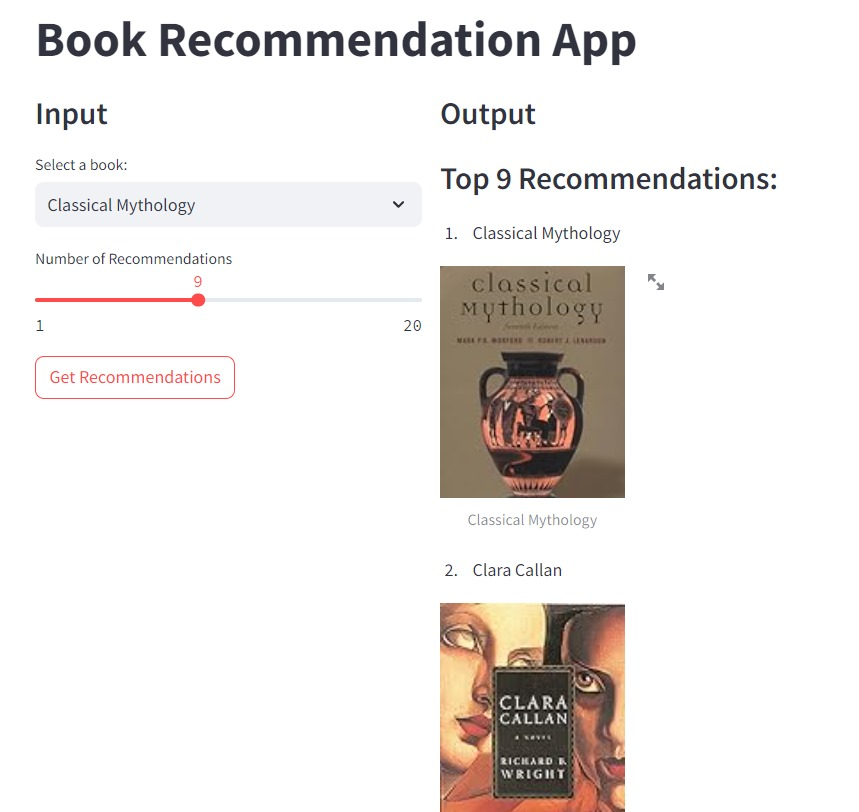 Book Recommendation App
Input
Select a book:
Classical Mythology
Number of Recommendations
9
1 20
Get Recommendations
Output
Top 9 Recommendations:
1. Classical Mythology
classical
Mythology
Seventh Edition
MARK P.O. MORFORD ROBERT J. LENARDON
Classical Mythology
2. Clara Callan
CLARA
CALLAN
A NOVEL
RICHARD B.
WRIGHT